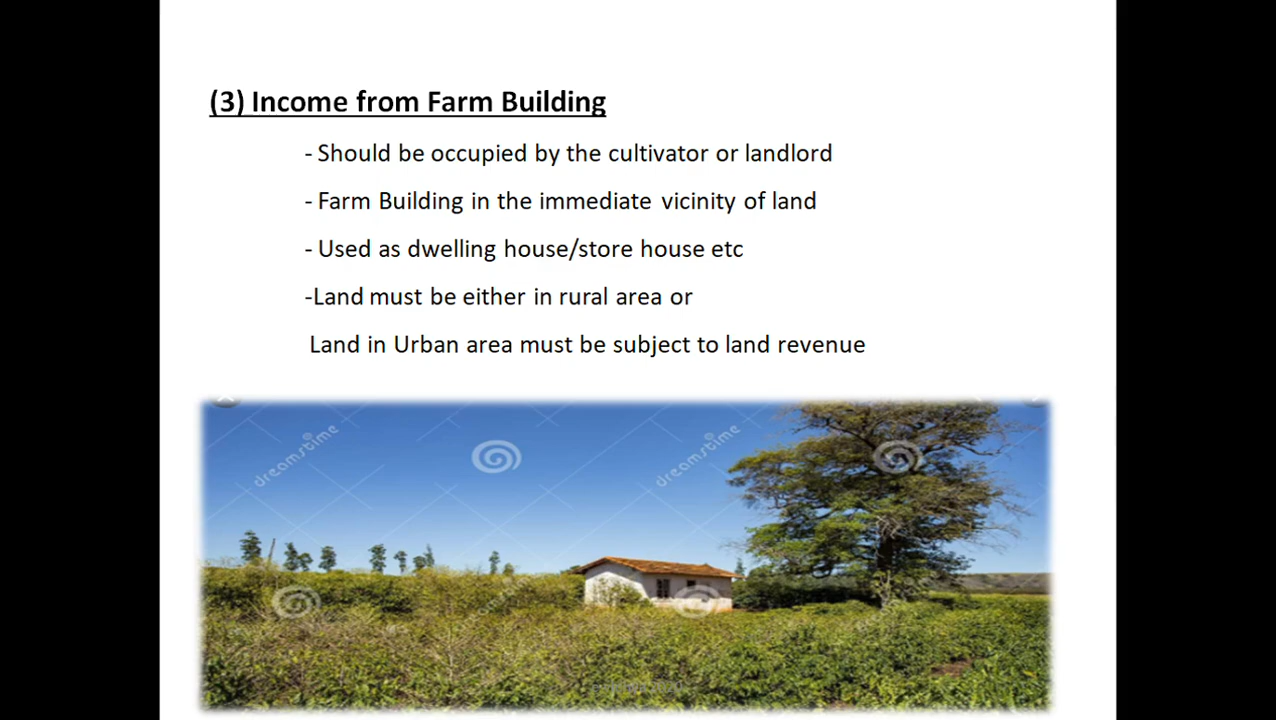 (3) Income from Farm Building
- Should be occupied by the cultivator or landlord
- Farm Building in the immediate vicinity of land
- Used as dwelling house/store house etc
-Land must be either in rural area or
Land in Urban area must be subject to land revenue
dreamstime
dreamstime